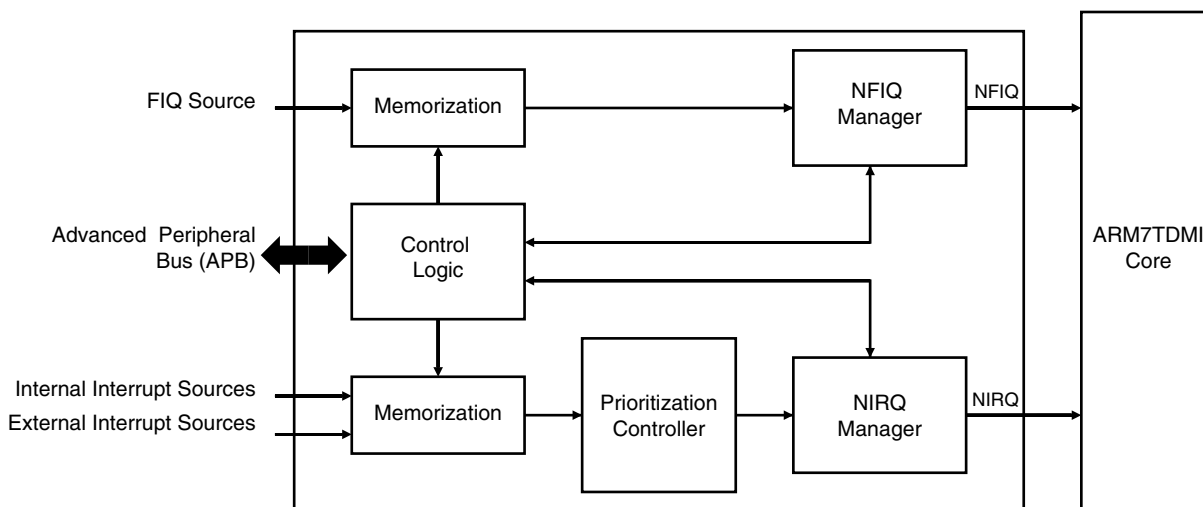 FIQ Source
Memorization
NFIQ
Manager
NFIQ
Advanced Peripheral
Bus (APB)
Control
Logic
ARM7TDMI
Core
Internal Interrupt Sources
External Interrupt Sources
Memorization
Prioritization
Controller
NIRQ
Manager
NIRQ